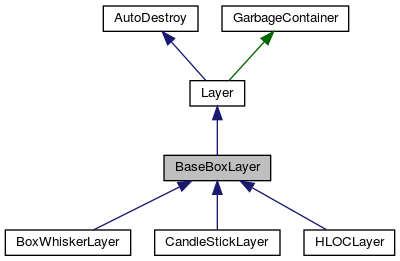 AutoDestroy
GarbageContainer
Layer
BaseBoxLayer
BoxWhiskerLayer
CandleStickLayer
HLOCLayer